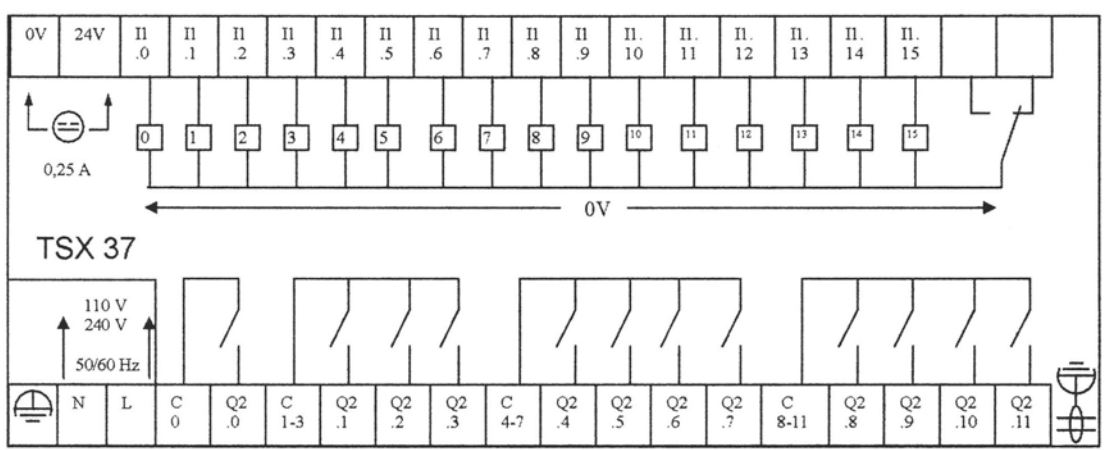 0V 24V I1 I1 I1 I1 I1 I1 I1 I1 I1 I1 I1. I1. I1. I1. I1. I1.
.0 .1 .2 .3 .4 .5 .6 .7 .8 .9 10 11 12 13 14 15
0 1 2 3 4 5 6 7 8 9 10 11 12 13 14 15
0,25 A
0V
TSX 37
110 V
240 V
50/60 Hz
N L C Q2 C Q2 Q2 Q2 C Q2 Q2 Q2 Q2 C Q2 Q2 Q2 Q2
0 .0 1-3 .1 .2 .3 4-7 .4 .5 .6 .7 8-11 .8 .9 .10 .11